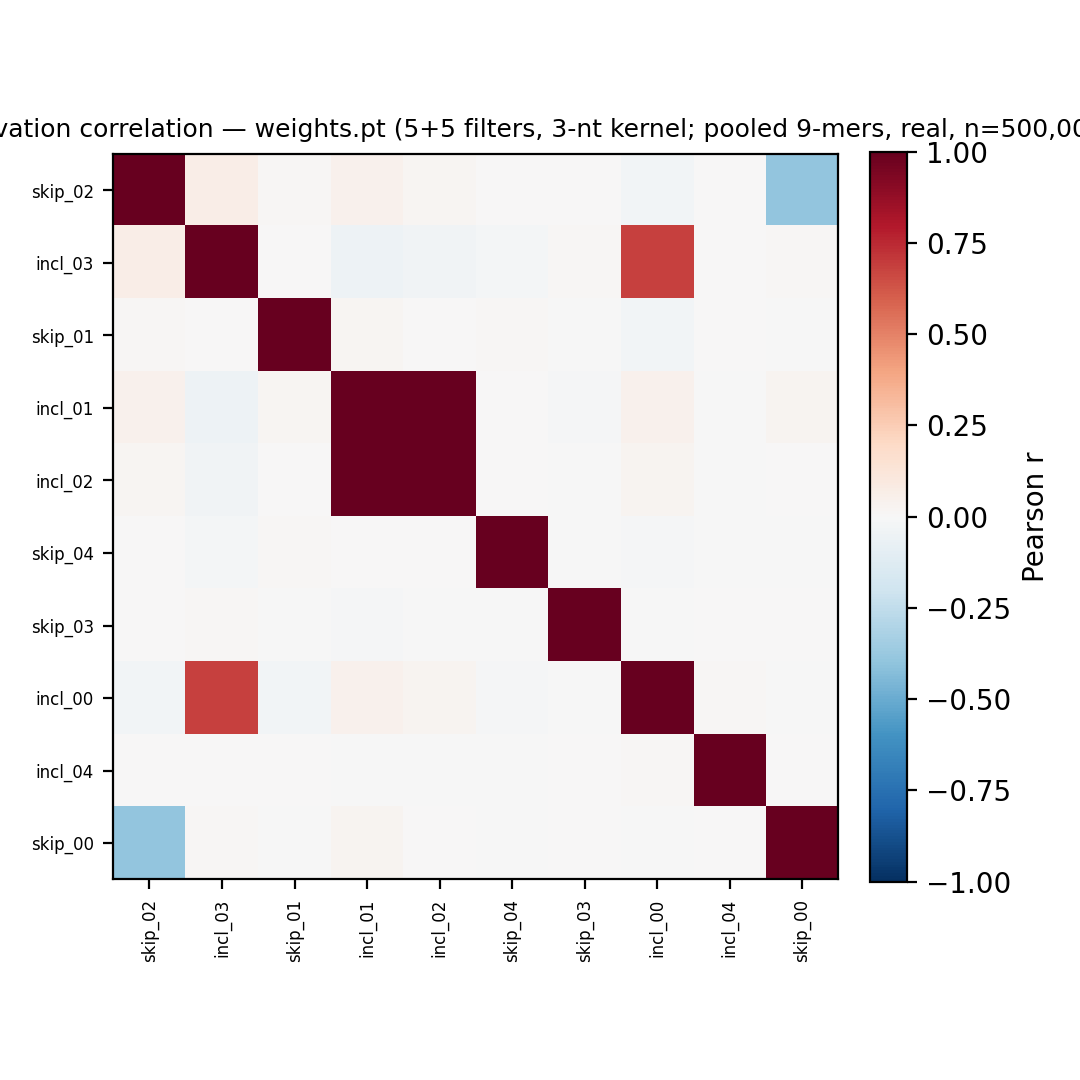 vation correlation — weights.pt (5+5 filters, 3-nt kernel; pooled 9-mers, real, n=500,00
skip_02
incl_03
skip_01
incl_01
incl_02
skip_04
skip_03
incl_00
incl_04
skip_00
skip_02
incl_03
skip_01
incl_01
incl_02
skip_04
skip_03
incl_00
incl_04
skip_00
1.00
0.75
0.50
0.25
0.00
−0.25
−0.50
−0.75
−1.00
Pearson r